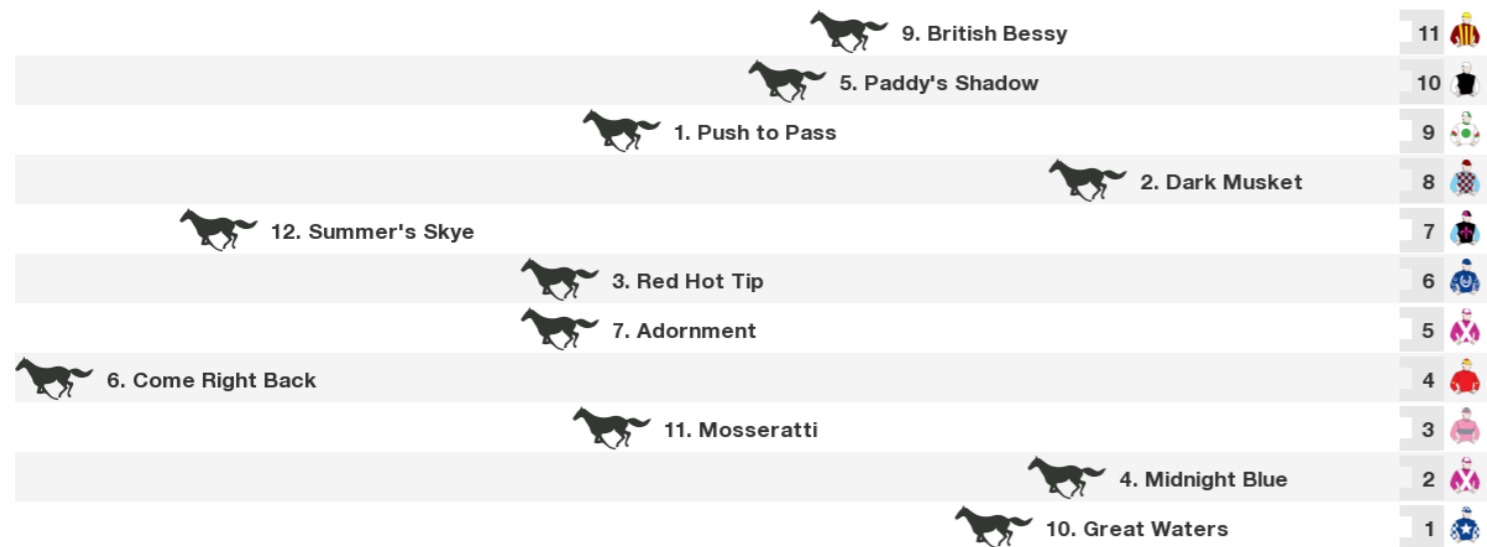 9. British Bessy 11
5. Paddy's Shadow 10
1. Push to Pass 9
2. Dark Musket 8
12. Summer's Skye 7
3. Red Hot Tip 6
7. Adornment 5
6. Come Right Back 4
11. Mosseratti 3
4. Midnight Blue 2
10. Great Waters 1